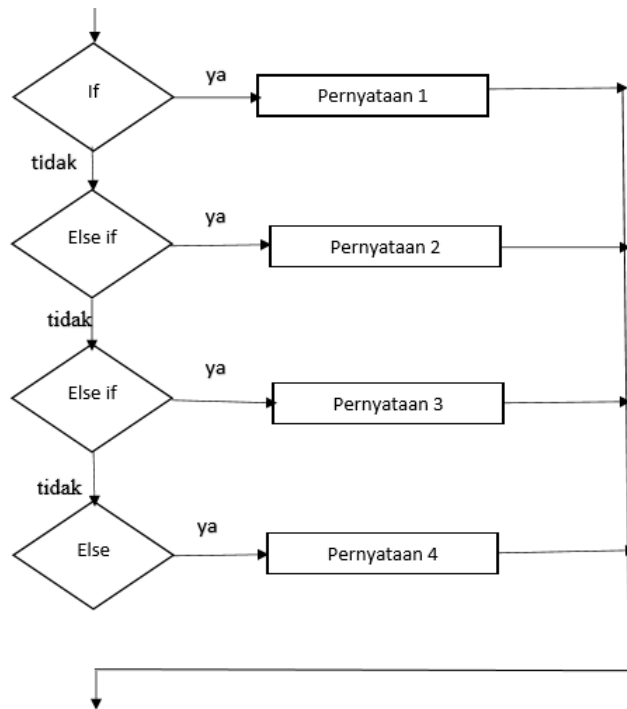 If
ya
Pernyataan 1
tidak
Else if
ya
Pernyataan 2
tidak
Else if
ya
Pernyataan 3
tidak
Else
ya
Pernyataan 4